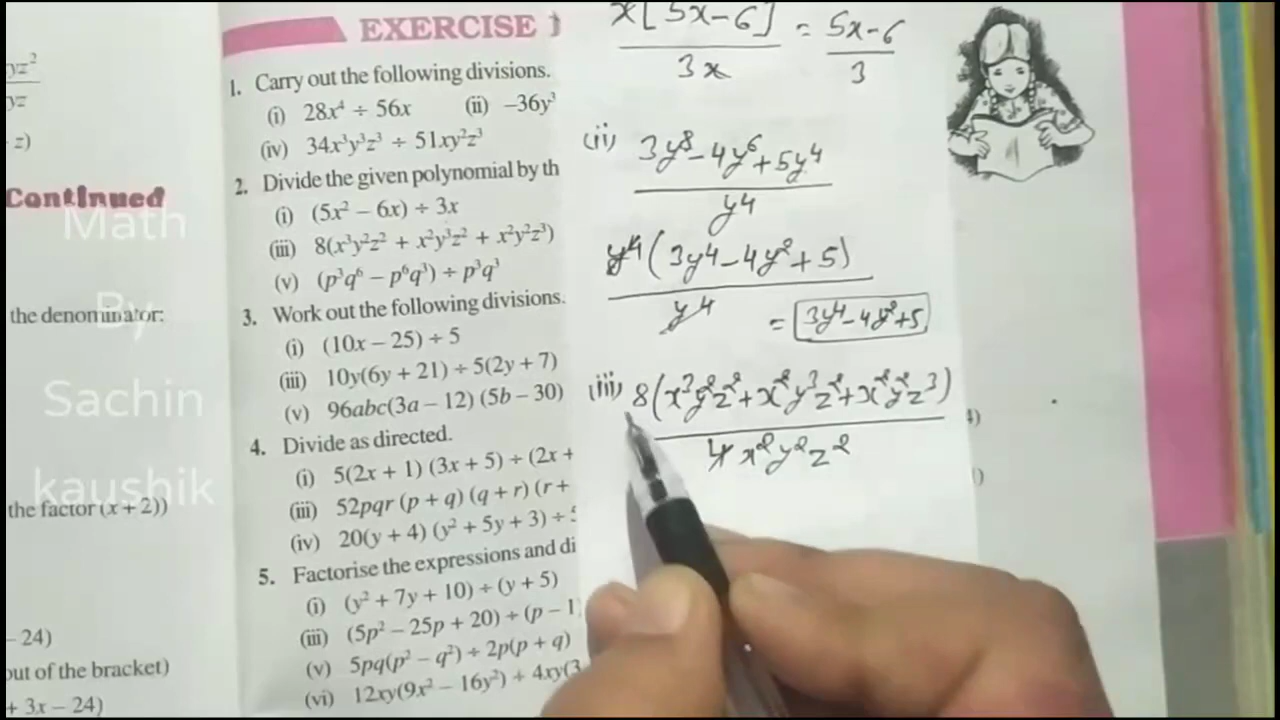 yz²
yz
z)
Continued
the denominator:
the factor (x + 2))
– 24)
out of the bracket)
+ 3x – 24)
Math
By
Sachin
kaushik
EXERCISE 1
1. Carry out the following divisions.
(i) 28x⁴ ÷ 56x (ii) –36y³
(iv) 34x³y³z³ ÷ 51xy²z³
2. Divide the given polynomial by th
(i) (5x² – 6x) ÷ 3x
(iii) 8(x³y²z² + x²y³z² + x²y²z³)
(v) (p³q⁶ – p⁶q³) ÷ p³q³
3. Work out the following divisions.
(i) (10x – 25) ÷ 5
(iii) 10y(6y + 21) ÷ 5(2y + 7)
(v) 96abc(3a – 12) (5b – 30)
4. Divide as directed.
(i) 5(2x + 1) (3x + 5) ÷ (2x +
(iii) 52pqr (p + q) (q + r) (r +
(iv) 20(y + 4) (y² + 5y + 3) ÷ 5
5. Factorise the expressions and di
(i) (y² + 7y + 10) ÷ (y + 5)
(iii) (5p² – 25p + 20) ÷ (p – 1
(v) 5pq(p² – q²) ÷ 2p(p + q)
(vi) 12xy(9x² – 16y²) ÷ 4xy(3
x[5x-6] = 5x-6
3x 3
(ii) 3y⁸-4y⁶+5y⁴
y⁴
y⁴(3y⁴-4y²+5)
y⁴ = 3y⁴-4y²+5
(iii) 8(x³y²z²+x²y³z²+x²y²z³)
4x²y²z²
4)
)